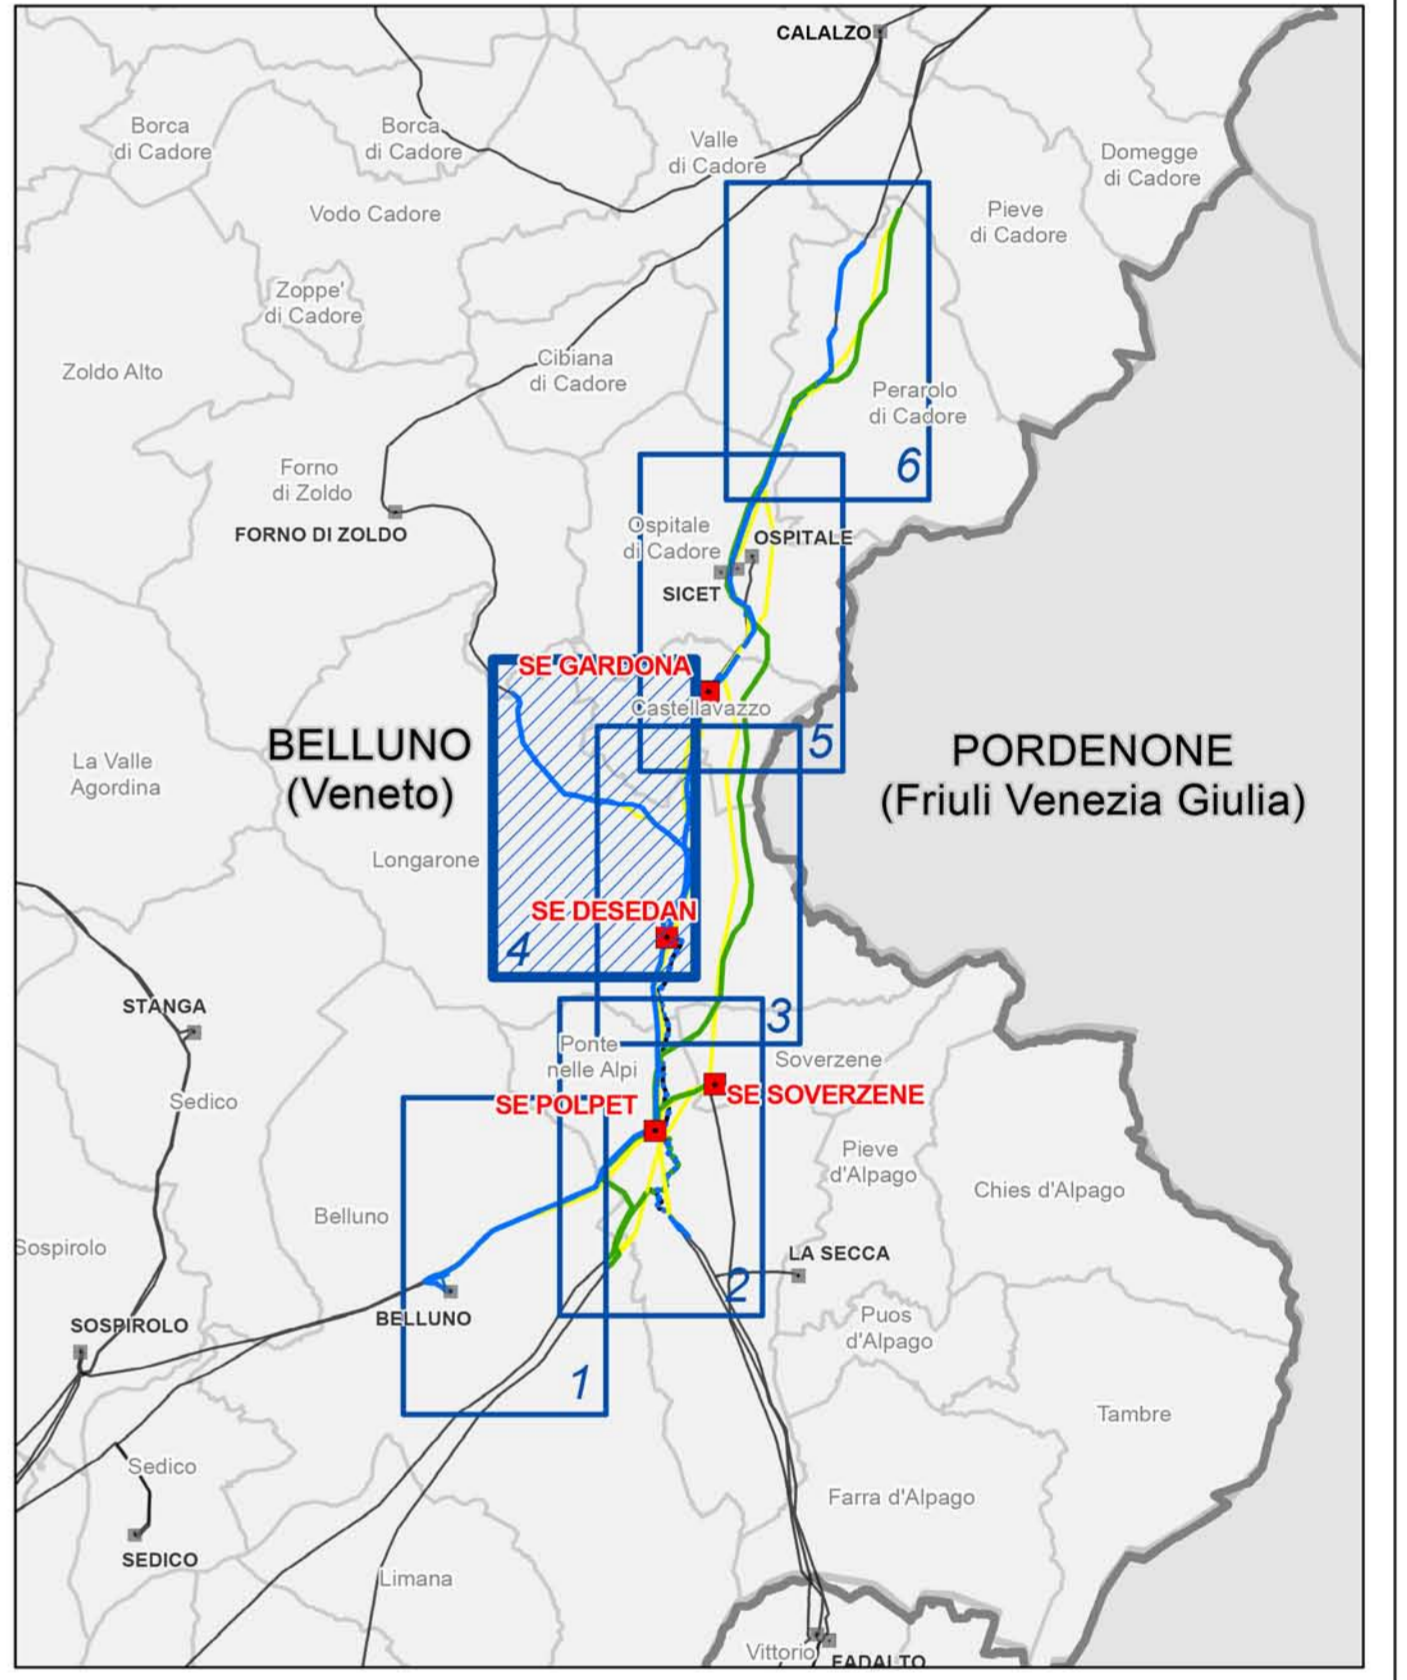 CALALZO
Borca
di Cadore
Borca
di Cadore
Valle
di Cadore
Domegge
di Cadore
Vodo Cadore
Pieve
di Cadore
Zoppe'
di Cadore
Zoldo Alto
Cibiana
di Cadore
Perarolo
di Cadore
6
Forno
di Zoldo
FORNO DI ZOLDO
Ospitale
di Cadore
OSPITALE
SICET
SE GARDONA
Castellavazzo
5
BELLUNO
(Veneto)
PORDENONE
(Friuli Venezia Giulia)
La Valle
Agordina
Longarone
SE DESEDAN
4
STANGA
3
Ponte
nelle Alpi
Soverzene
SE SOVERZENE
SE POLPET
Sedico
Pieve
d'Alpago
Chies d'Alpago
Belluno
Sospirolo
LA SECCA
2
BELLUNO
SOSPIROLO
Puos
d'Alpago
1
Tambre
Sedico
Farra d'Alpago
SEDICO
Limana
Vittorio
FADALTO